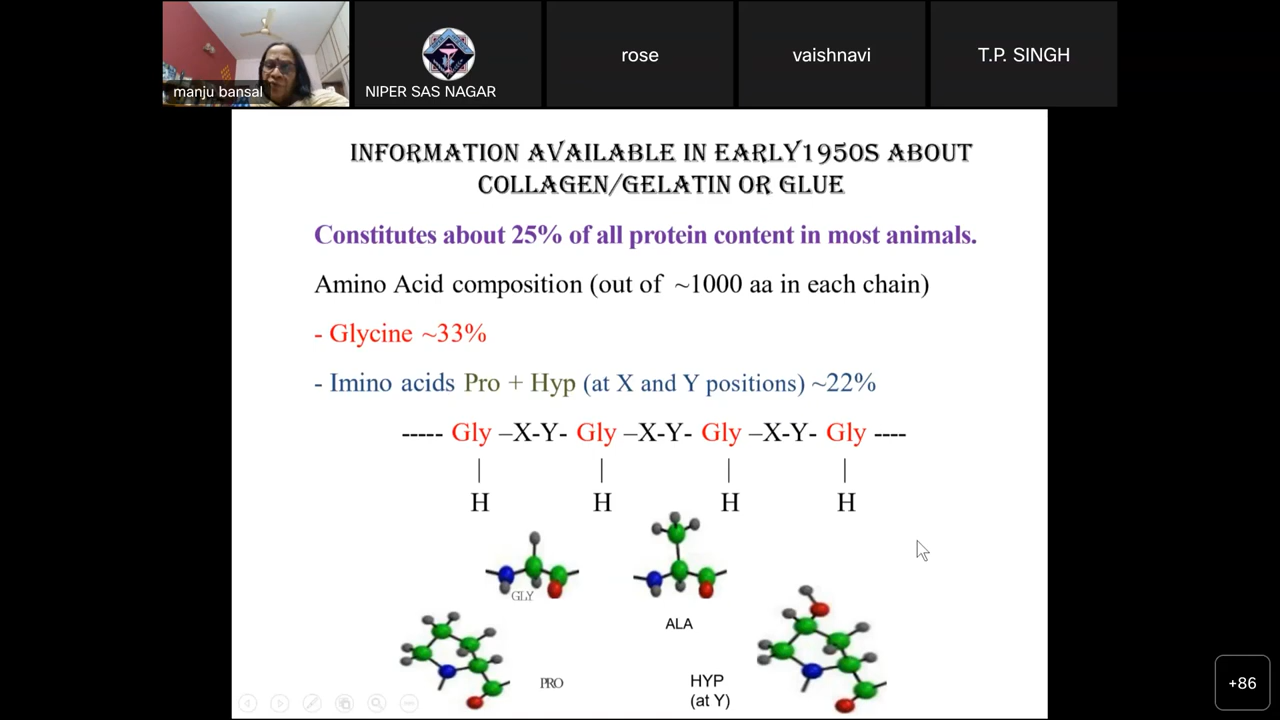 manju bansal
NIPER SAS NAGAR
rose
vaishnavi
T.P. SINGH
INFORMATION AVAILABLE IN EARLY1950S ABOUT
COLLAGEN/GELATIN OR GLUE
Constitutes about 25% of all protein content in most animals.
Amino Acid composition (out of ~1000 aa in each chain)
- Glycine ~33%
- Imino acids Pro + Hyp (at X and Y positions) ~22%
----- Gly –X-Y- Gly –X-Y- Gly –X-Y- Gly ----
| | | |
H H H H
GLY
ALA
PRO
HYP
(at Y)
+86